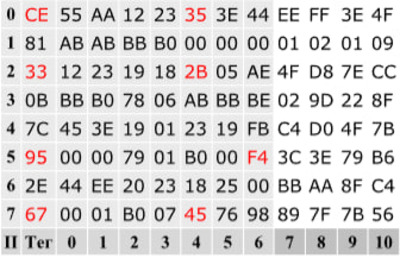 0 CE 55 AA 12 23 35 3E 44 EE FF 3E 4F
1 81 AB AB BB B0 00 00 00 01 02 01 09
2 33 12 23 19 18 2B 05 AE 4F D8 7E CC
3 0B BB B0 78 06 AB BB BE 02 9D 22 8F
4 7C 45 3E 19 01 23 19 FB C4 D0 4F 7B
5 95 00 00 79 01 B0 00 F4 3C 3E 79 B6
6 2E 44 EE 20 23 18 25 00 BB AA 8F C4
7 67 00 01 B0 07 45 76 98 89 7F 7B 56
II Тег 0 1 2 3 4 5 6 7 8 9 10